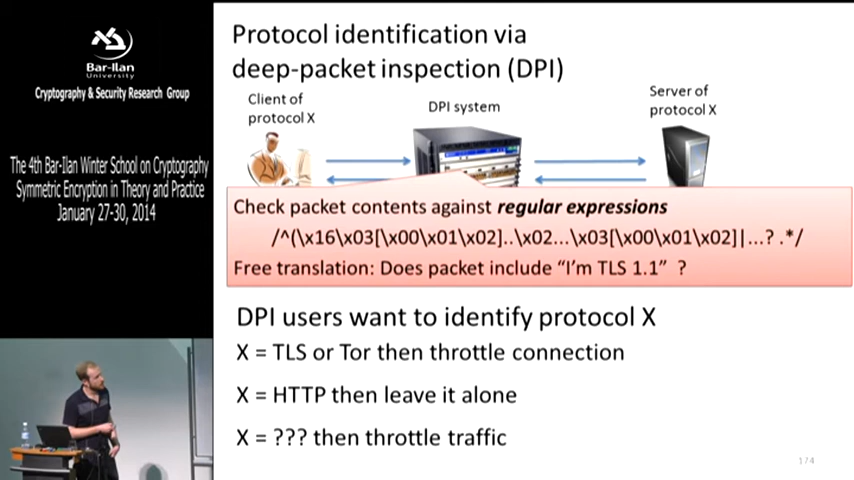 Bar-Ilan
University
Cryptography & Security Research Group
The 4th Bar-Ilan Winter School on Cryptography
Symmetric Encryption in Theory and Practice
January 27-30, 2014
Protocol identification via
deep-packet inspection (DPI)
Client of
protocol X
DPI system
Server of
protocol X
Check packet contents against regular expressions
/^(\x16\x03[\x00\x01\x02]..\x02...\x03[\x00\x01\x02]|...? .*/
Free translation: Does packet include “I’m TLS 1.1” ?
DPI users want to identify protocol X
X = TLS or Tor then throttle connection
X = HTTP then leave it alone
X = ??? then throttle traffic
174